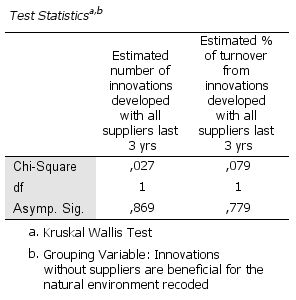 Test Statistics a,b
Estimated
number of
innovations
developed
with all
suppliers last
3 yrs
Estimated %
of turnover
from
innovations
developed
with all
suppliers last
3 yrs
Chi-Square ,027 ,079
df 1 1
Asymp. Sig. ,869 ,779
a. Kruskal Wallis Test
b. Grouping Variable: Innovations
without suppliers are beneficial for the
natural environment recoded